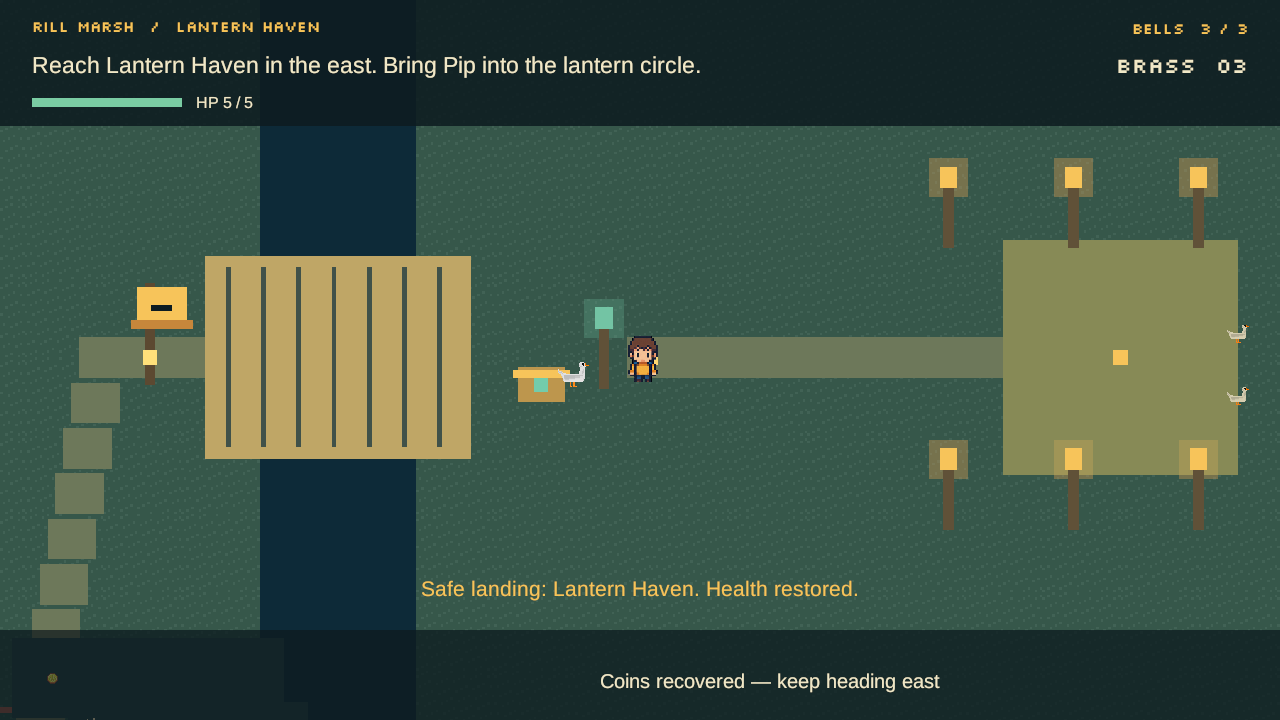 RILL MARSH / LANTERN HAVEN
BELLS 3 / 3
Reach Lantern Haven in the east. Bring Pip into the lantern circle.
BRASS 03
HP 5 / 5
Safe landing: Lantern Haven. Health restored.
Coins recovered — keep heading east